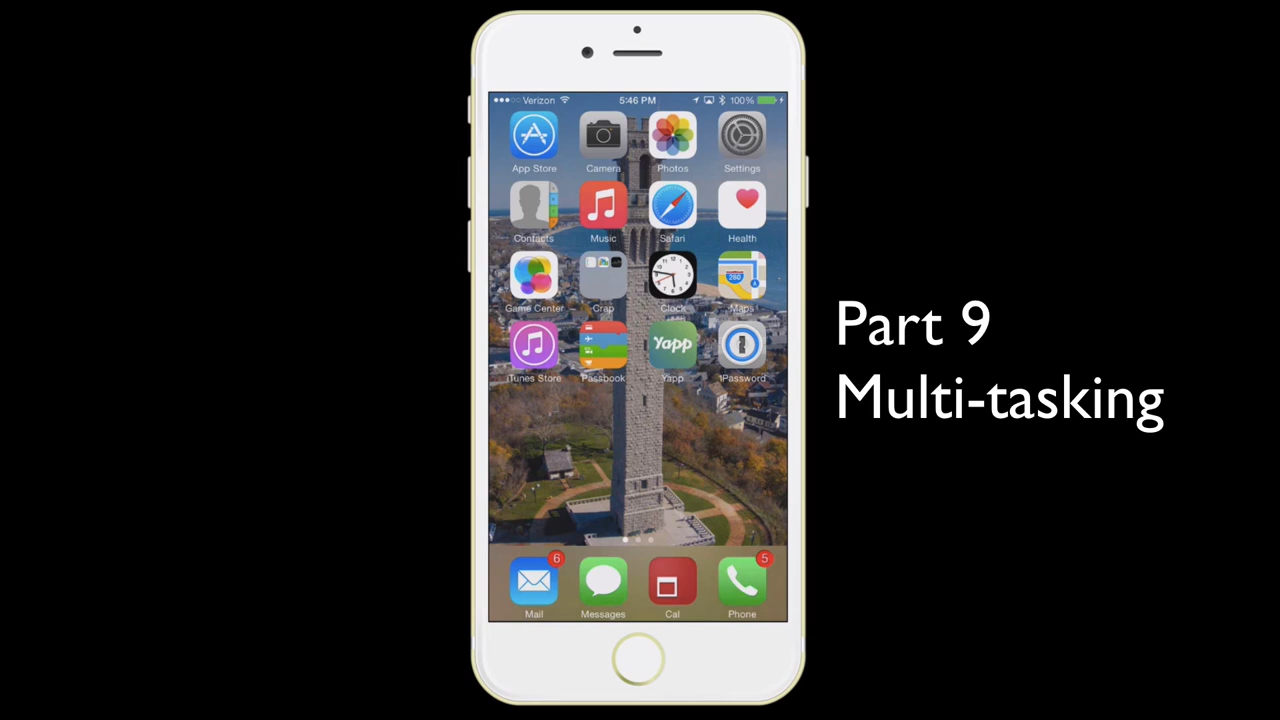 Verizon 5:46 PM 100%
App Store Camera Photos Settings
Contacts Music Safari Health
280
Game Center Crap Clock Maps
Yapp
iTunes Store Passbook Yapp 1Password
6 5
Mail Messages Cal Phone
Part 9
Multi-tasking